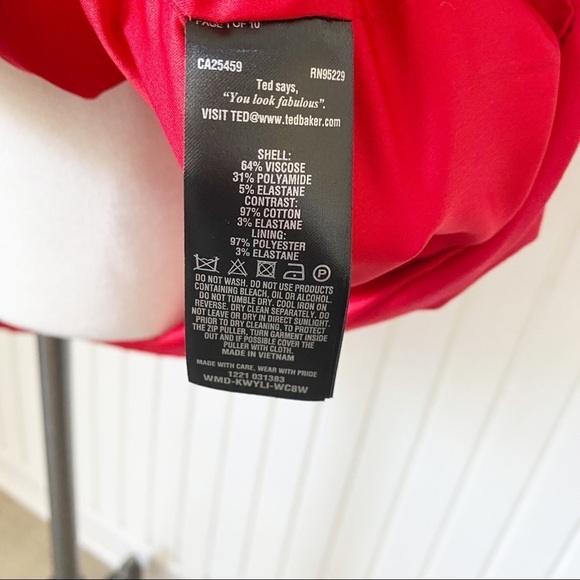 PAGE 1 OF 10
CA25459 RN95229
Ted says,
"You look fabulous".
VISIT TED@www.tedbaker.com
SHELL:
64% VISCOSE
31% POLYAMIDE
5% ELASTANE
CONTRAST:
97% COTTON
3% ELASTANE
LINING:
97% POLYESTER
3% ELASTANE
P
DO NOT WASH. DO NOT USE PRODUCTS
CONTAINING BLEACH, OIL OR ALCOHOL.
DO NOT TUMBLE DRY. COOL IRON ON
REVERSE. DRY CLEAN SEPARATELY. DO
NOT LEAVE OR DRY IN DIRECT SUNLIGHT.
PRIOR TO DRY CLEANING, TO PROTECT
THE ZIP PULLER, TURN GARMENT INSIDE
OUT AND IF POSSIBLE COVER THE
PULLER WITH CLOTH.
MADE IN VIETNAM
MADE WITH CARE, WEAR WITH PRIDE
1221 031383
WMD-KWYLI-WC8W